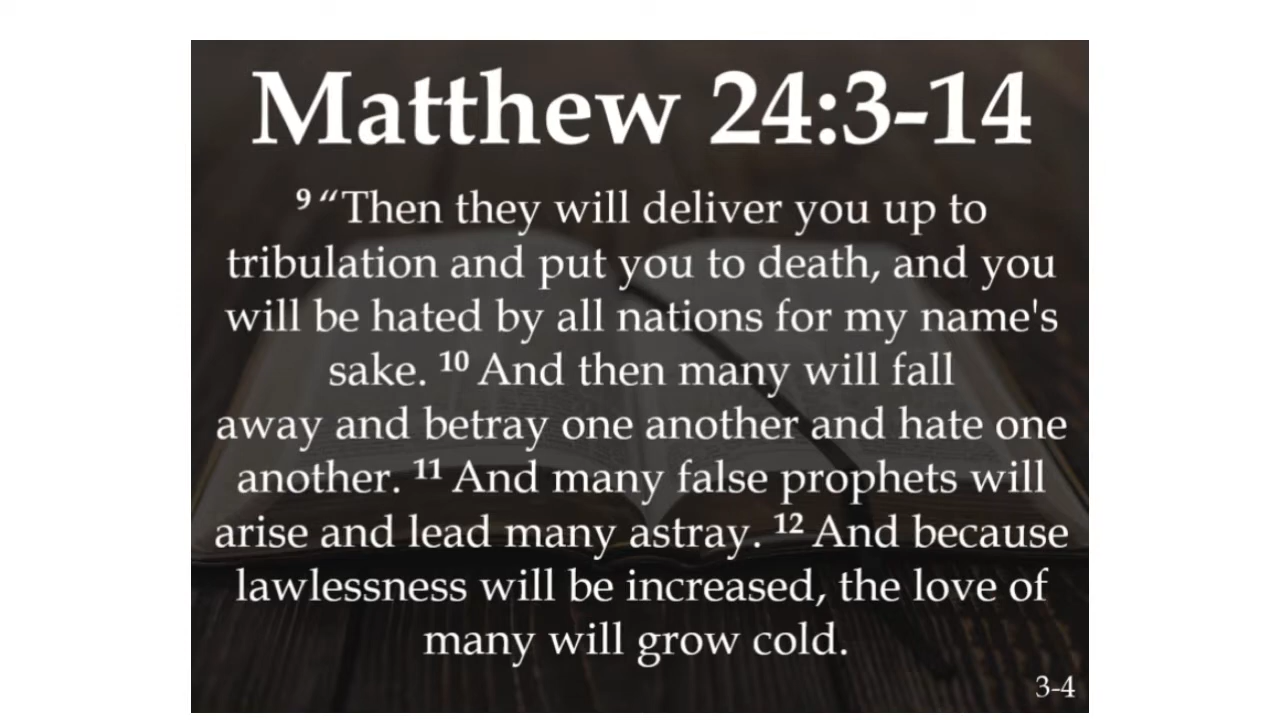 Matthew 24:3-14
9 “Then they will deliver you up to
tribulation and put you to death, and you
will be hated by all nations for my name's
sake. 10 And then many will fall
away and betray one another and hate one
another. 11 And many false prophets will
arise and lead many astray. 12 And because
lawlessness will be increased, the love of
many will grow cold.
3-4